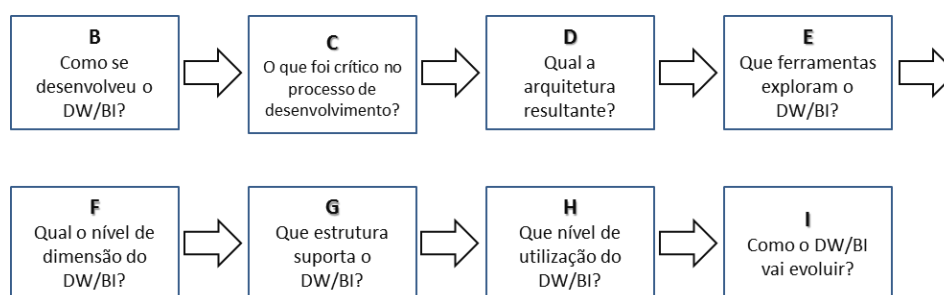 B
Como se
desenvolveu o
DW/BI?
C
O que foi crítico no
processo de
desenvolvimento?
D
Qual a
arquitetura
resultante?
E
Que ferramentas
exploram o
DW/BI?
F
Qual o nível de
dimensão do
DW/BI?
G
Que estrutura
suporta o
DW/BI?
H
Que nível de
utilização do
DW/BI?
I
Como o DW/BI
vai evoluir?